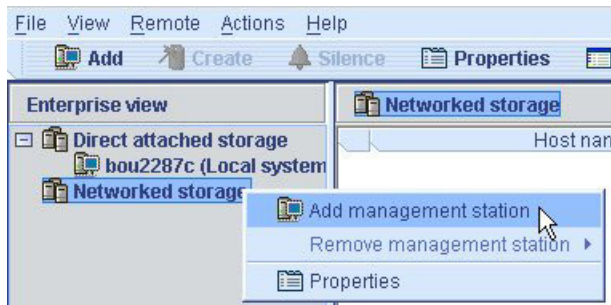 File View Remote Actions Help
Add Create Silence Properties
Enterprise view
Networked storage
Direct attached storage
Host nam
bou2287c (Local system
Networked storage
Add management station
Remove management station
Properties